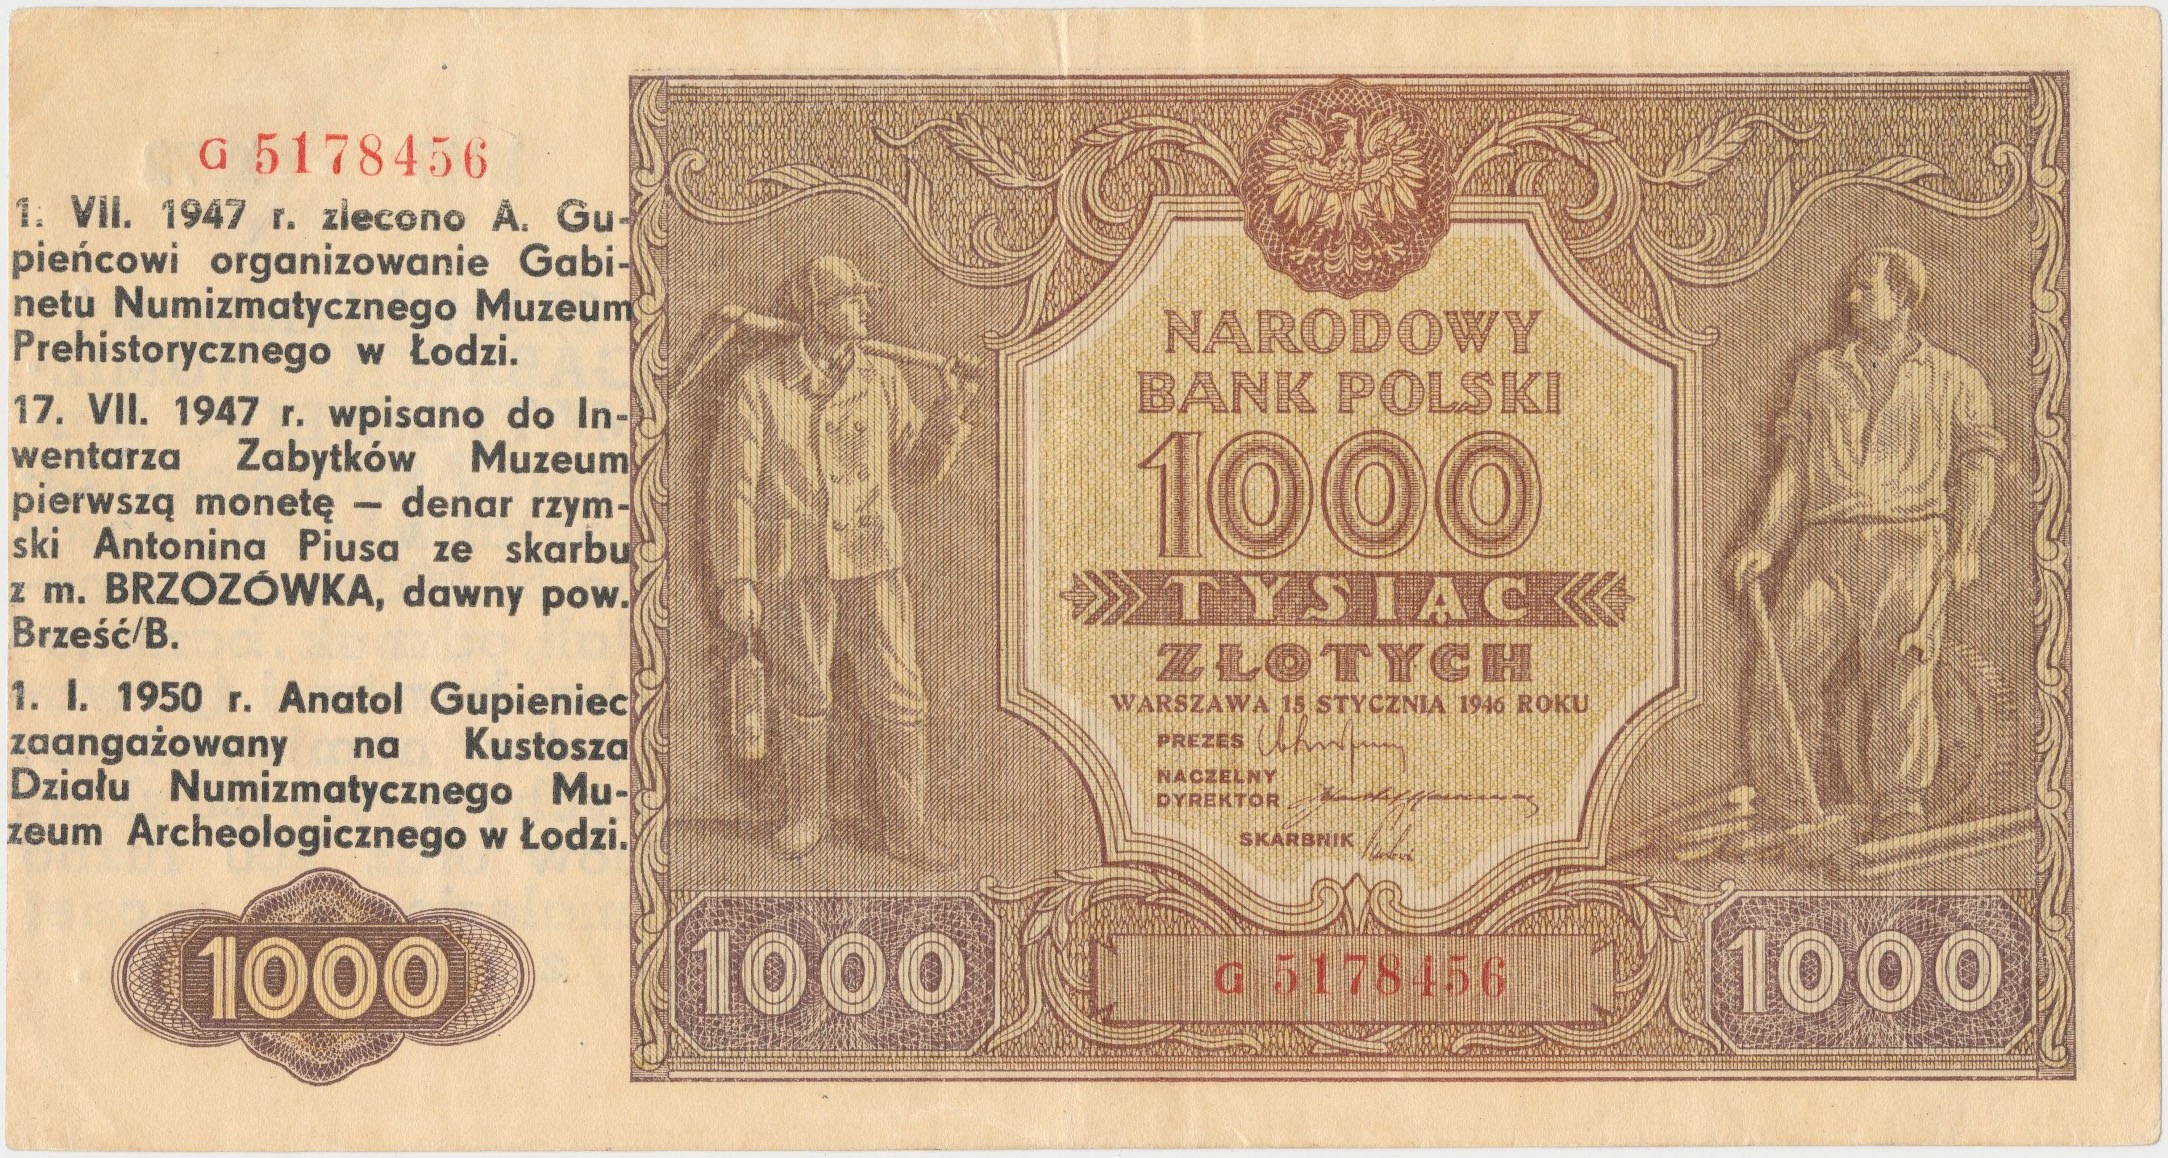 G 5178456
1. VII. 1947 r. zlecono A. Gu-
pieńcowi organizowanie Gabi-
netu Numizmatycznego Muzeum
Prehistorycznego w Łodzi.
17. VII. 1947 r. wpisano do In-
wentarza Zabytków Muzeum
pierwszą monetę — denar rzym-
ski Antonina Piusa ze skarbu
z m. BRZOZÓWKA, dawny pow.
Brześć/B.
1. I. 1950 r. Anatol Gupieniec
zaangażowany na Kustosza
Działu Numizmatycznego Mu-
zeum Archeologicznego w Łodzi.
1000
NARODOWY
BANK POLSKI
1000
TYSIĄC
ZŁOTYCH
WARSZAWA 15 STYCZNIA 1946 ROKU
PREZES
NACZELNY
DYREKTOR
SKARBNIK
1000
G 5178456
1000